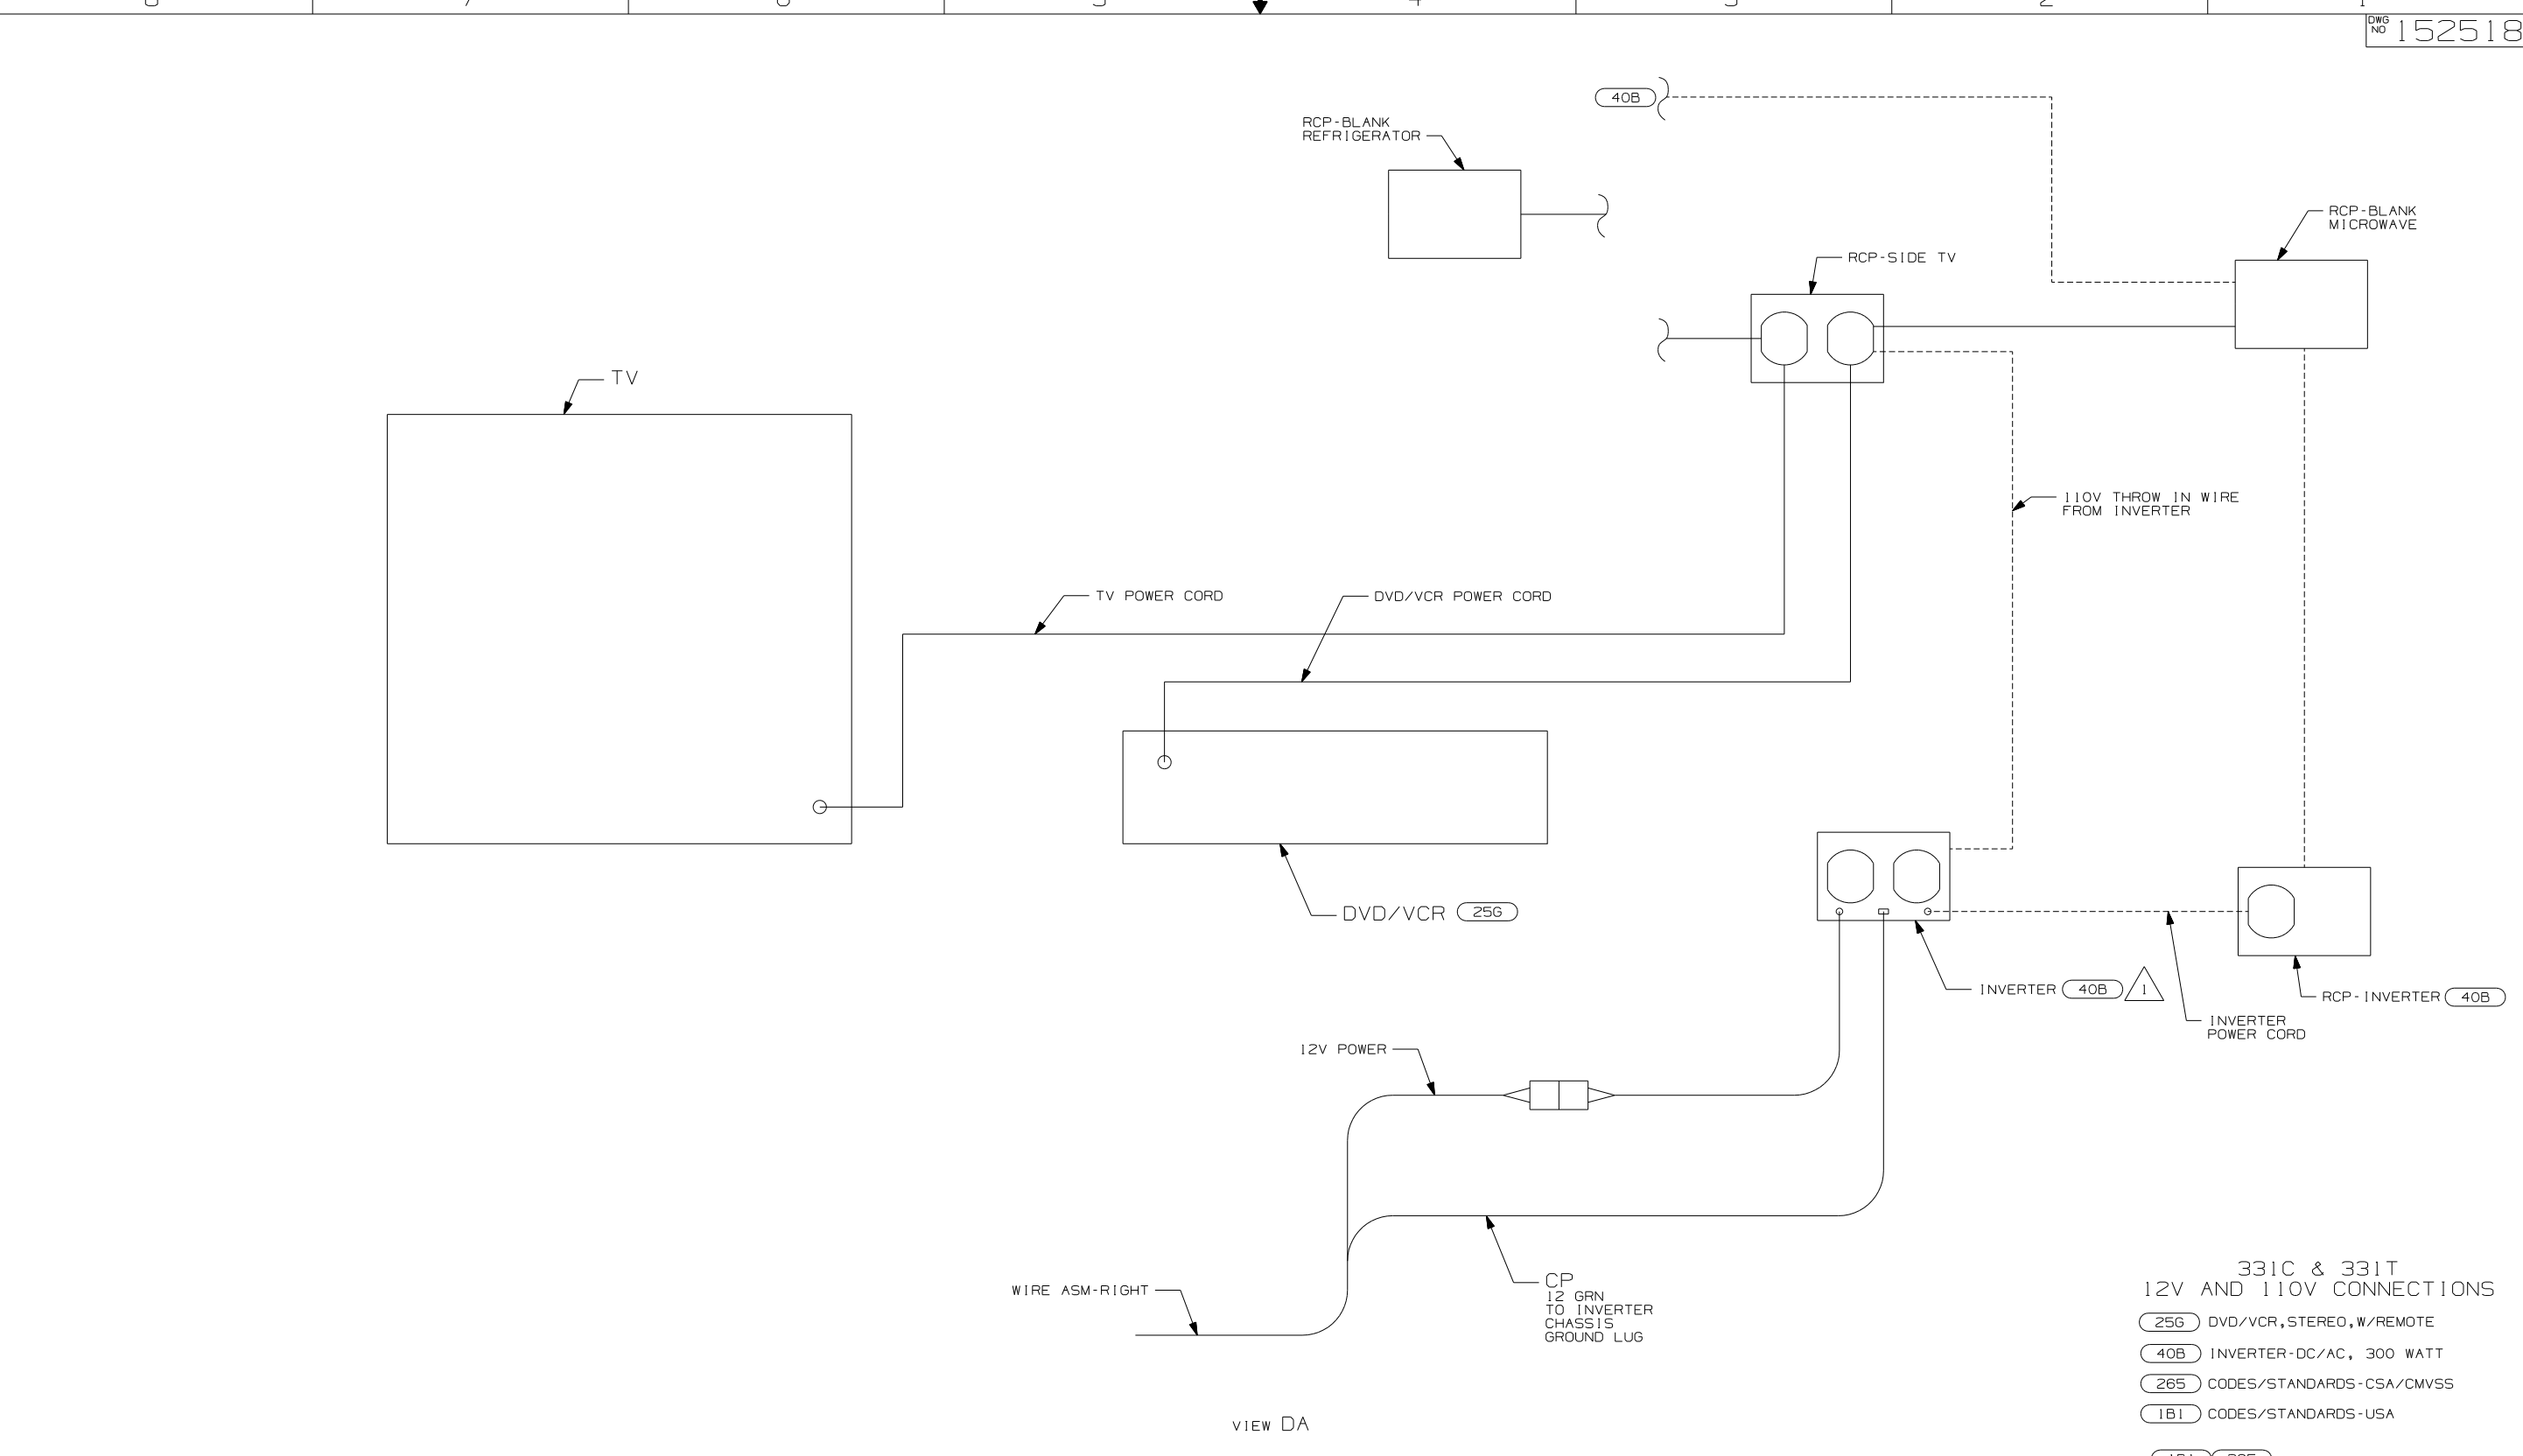 DWG
NO 152518
40B
RCP-BLANK
REFRIGERATOR
RCP-BLANK
MICROWAVE
RCP-SIDE TV
TV
110V THROW IN WIRE
FROM INVERTER
TV POWER CORD
DVD/VCR POWER CORD
DVD/VCR 25G
INVERTER 40B 1
RCP-INVERTER 40B
INVERTER
POWER CORD
12V POWER
WIRE ASM-RIGHT
CP
12 GRN
TO INVERTER
CHASSIS
GROUND LUG
331C & 331T
12V AND 110V CONNECTIONS
25G DVD/VCR,STEREO,W/REMOTE
40B INVERTER-DC/AC, 300 WATT
265 CODES/STANDARDS-CSA/CMVSS
1B1 CODES/STANDARDS-USA
VIEW DA